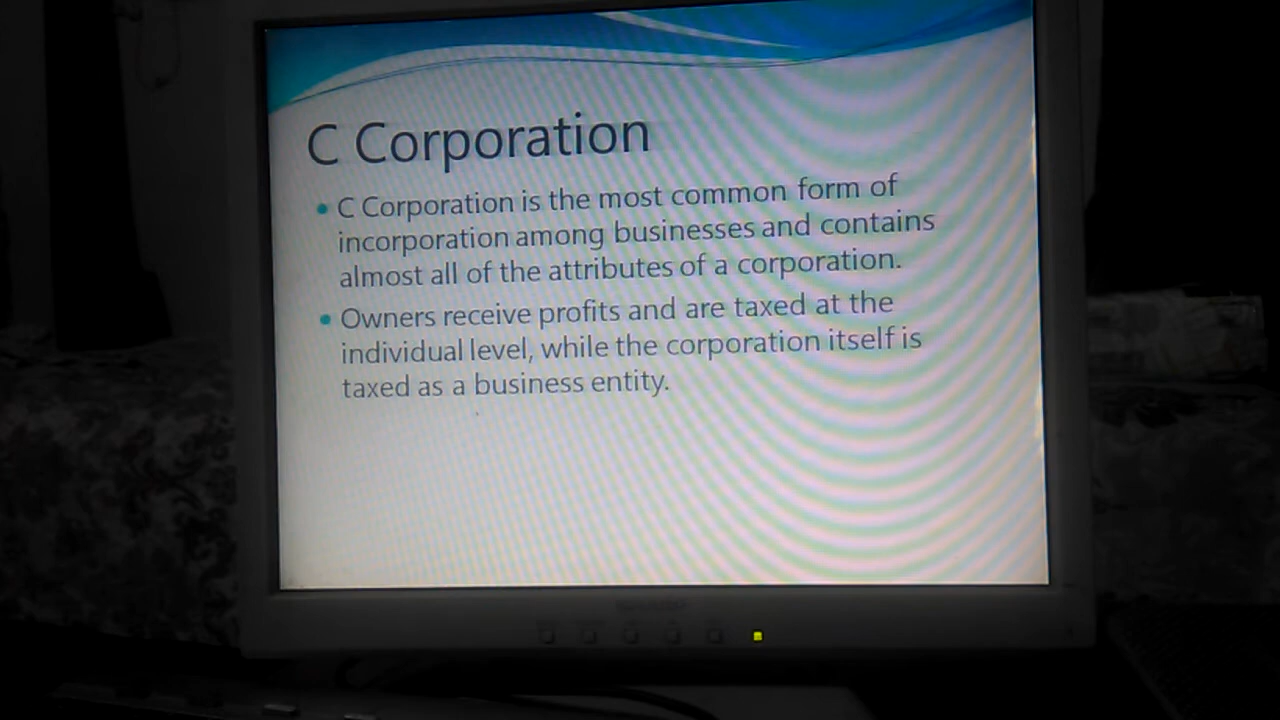 C Corporation
• C Corporation is the most common form of
incorporation among businesses and contains
almost all of the attributes of a corporation.
• Owners receive profits and are taxed at the
individual level, while the corporation itself is
taxed as a business entity.